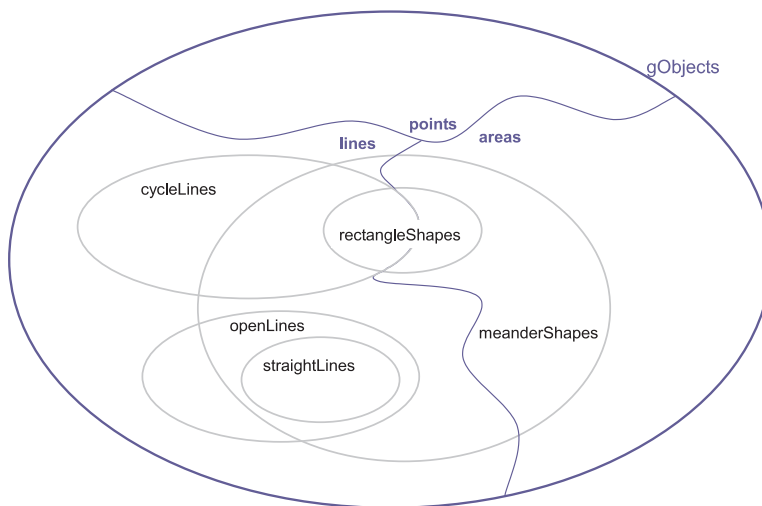 gObjects
points
lines
areas
cycleLines
rectangleShapes
openLines
meanderShapes
straightLines